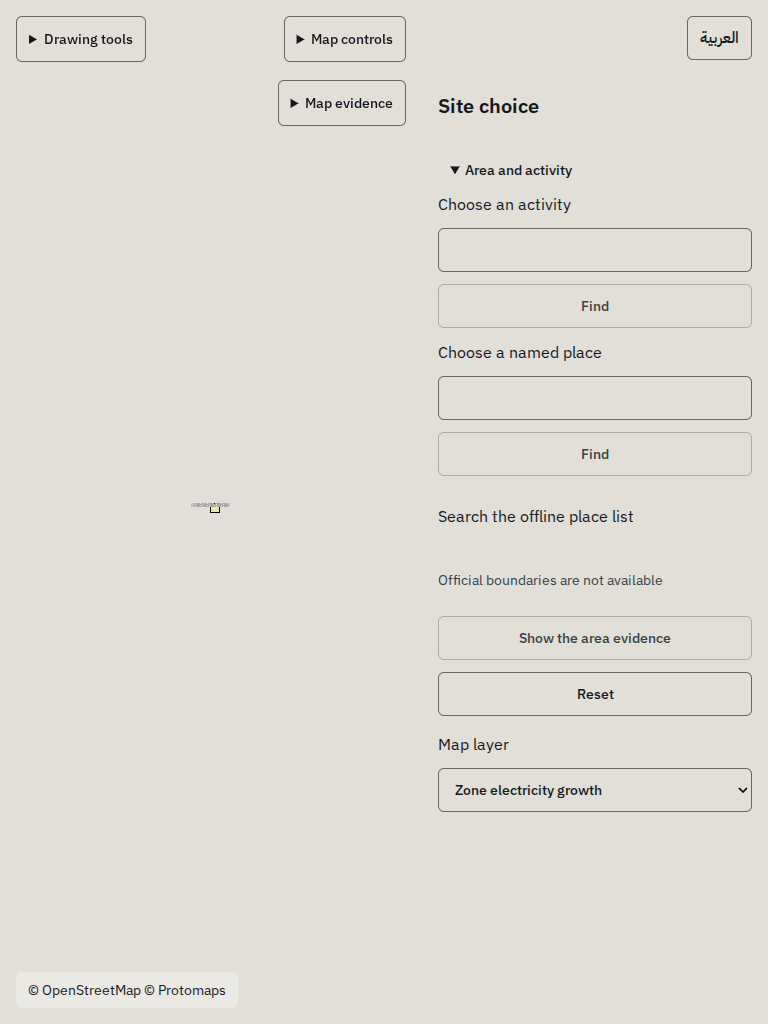 Drawing tools
Map controls
العربية
Map evidence
Site choice
Area and activity
Choose an activity
Find
Choose a named place
Find
Search the offline place list
Official boundaries are not available
Show the area evidence
Reset
Map layer
Zone electricity growth
© OpenStreetMap © Protomaps